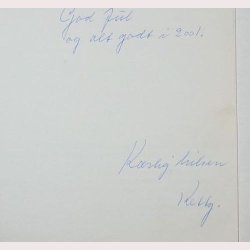 God Jul
og alt godt i 2001.
Kærlig hilsen